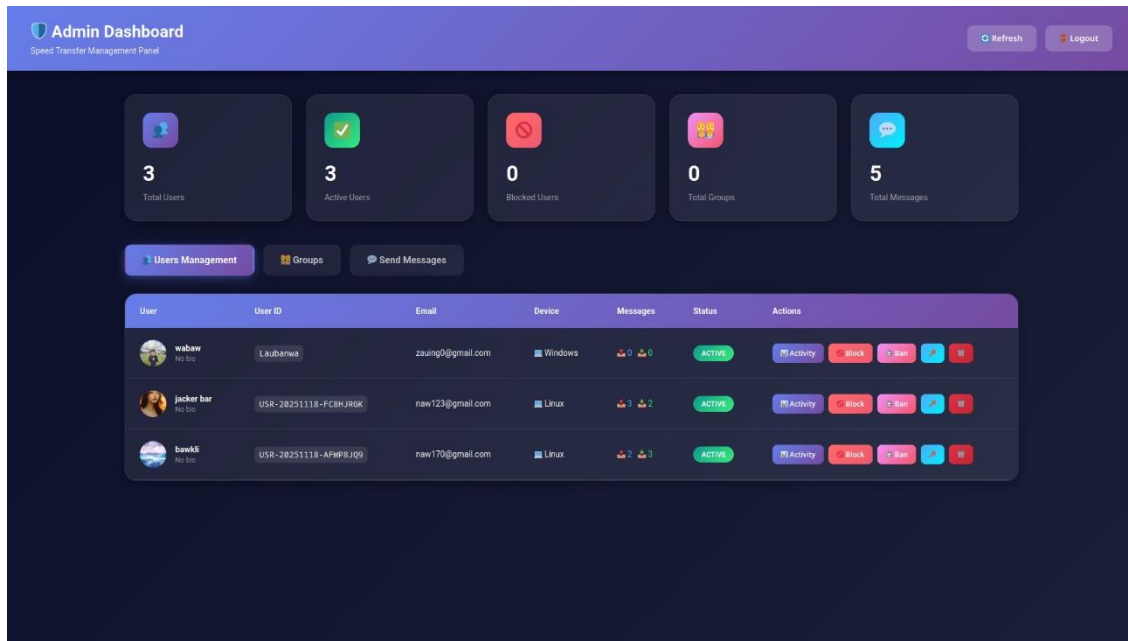 Admin Dashboard
Speed Transfer Management Panel
Refresh
Logout
3
Total Users
3
Active Users
0
Blocked Users
0
Total Groups
5
Total Messages
Users Management
Groups
Send Messages
User User ID Email Device Messages Status Actions
wabaw
No bio
Laubanwa zauing0@gmail.com Windows 0 0 ACTIVE Activity Block Ban
jacker bar
No bio
USR-20251118-FC8HJRGK naw123@gmail.com Linux 3 2 ACTIVE Activity Block Ban
bawkli
No bio
USR-20251118-AFWP8JQ9 naw170@gmail.com Linux 2 3 ACTIVE Activity Block Ban